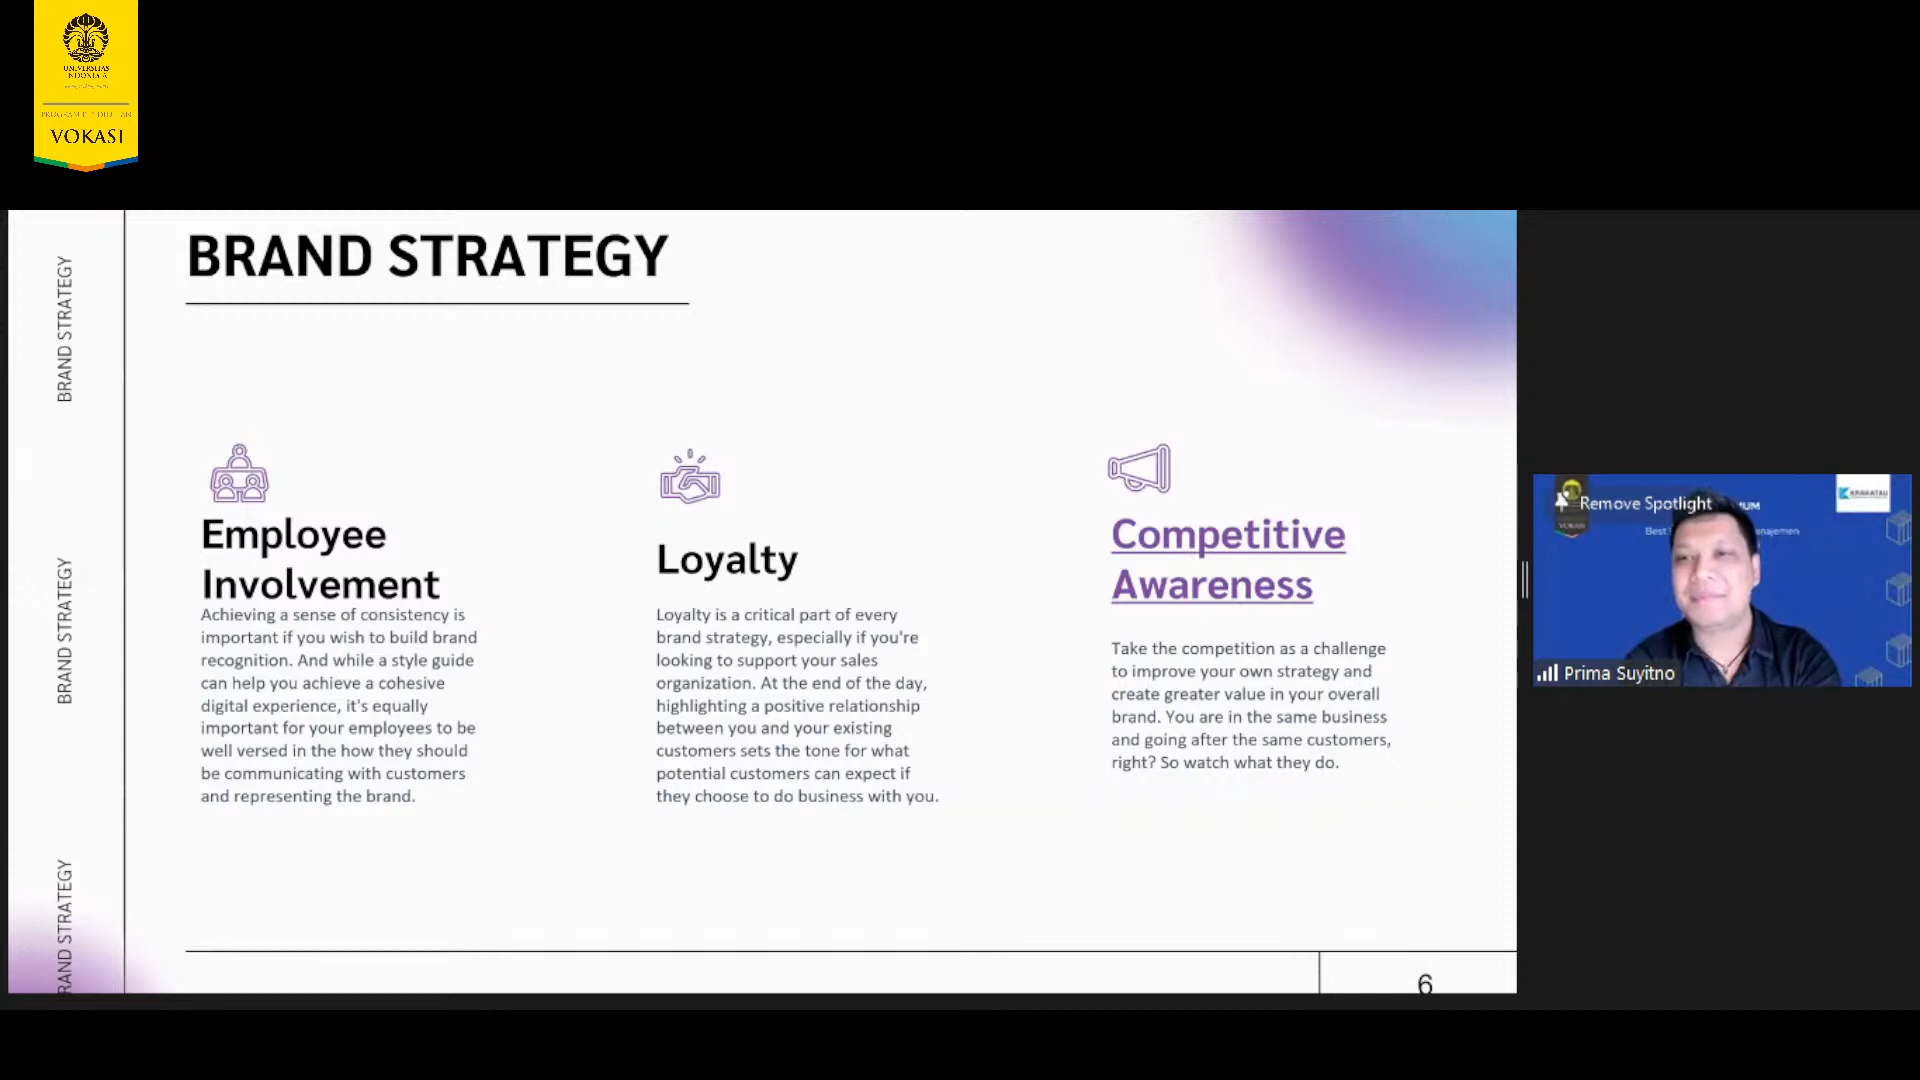 UNIVERSITAS
INDONESIA
VOKASI
BRAND STRATEGY
BRAND STRATEGY
BRAND STRATEGY
RAND STRATEGY
Employee
Involvement
Achieving a sense of consistency is
important if you wish to build brand
recognition. And while a style guide
can help you achieve a cohesive
digital experience, it's equally
important for your employees to be
well versed in the how they should
be communicating with customers
and representing the brand.
Loyalty
Loyalty is a critical part of every
brand strategy, especially if you're
looking to support your sales
organization. At the end of the day,
highlighting a positive relationship
between you and your existing
customers sets the tone for what
potential customers can expect if
they choose to do business with you.
Competitive
Awareness
Take the competition as a challenge
to improve your own strategy and
create greater value in your overall
brand. You are in the same business
and going after the same customers,
right? So watch what they do.
6
Remove Spotlight
KRAKATAU
VOKASI
Best
Prima Suyitno